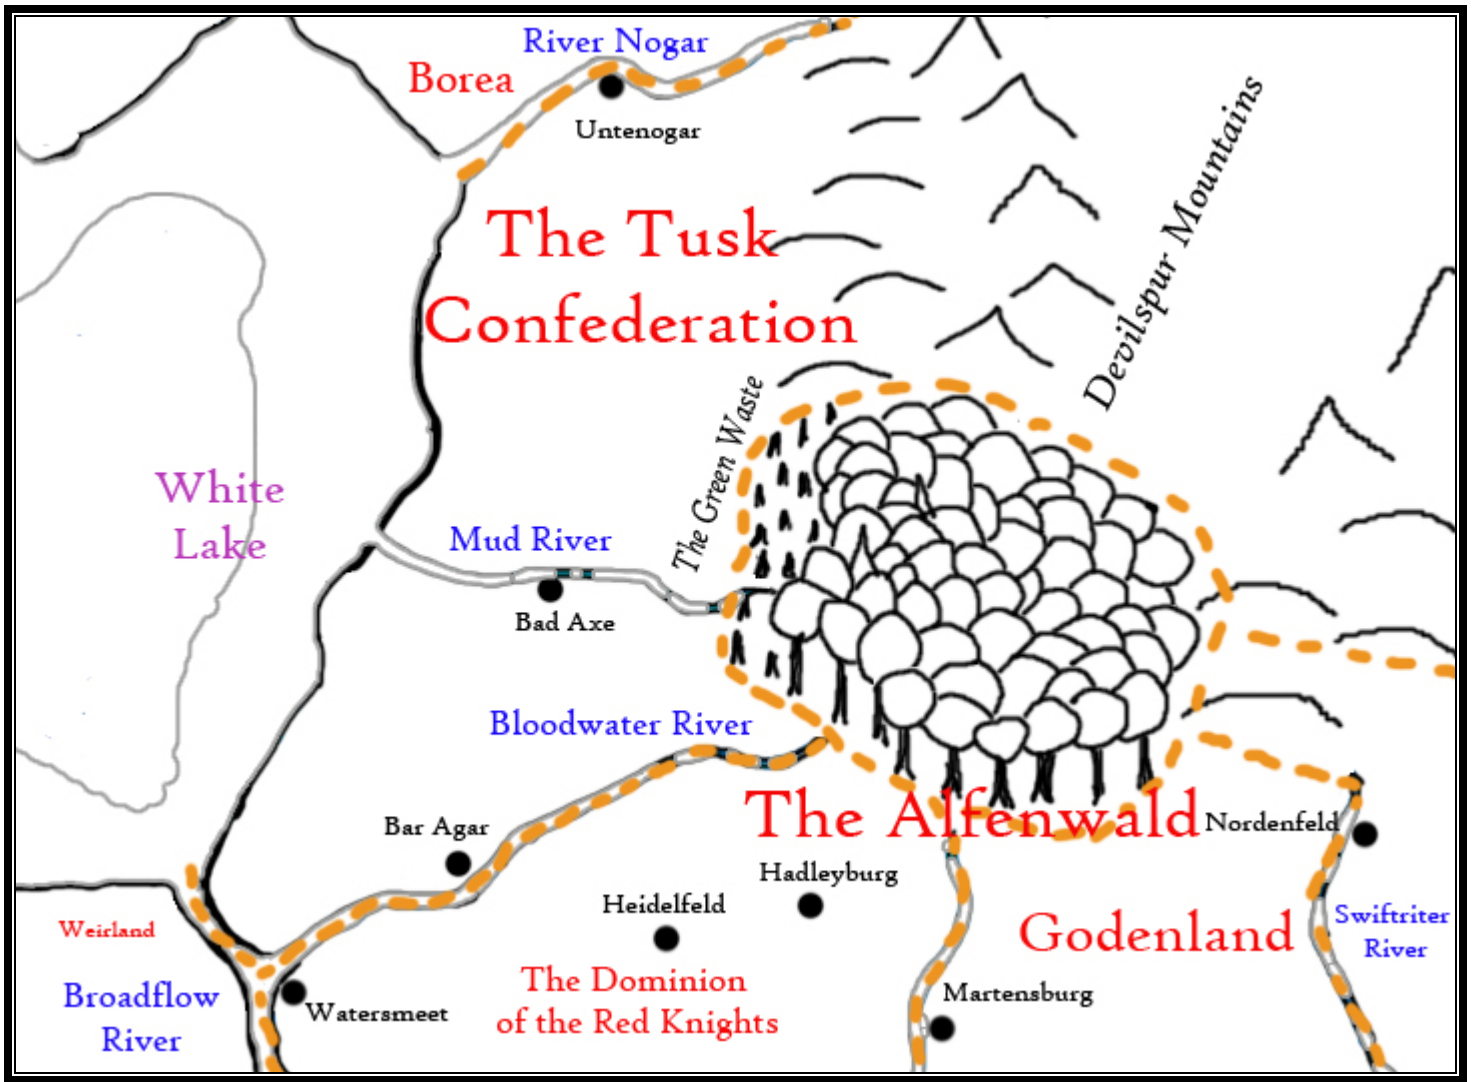 River Nogar
Borea
Untenogar
Devilspur Mountains
The Tusk
Confederation
The Green Waste
White
Lake
Mud River
Bad Axe
Bloodwater River
The Alfenwald
Nordenfeld
Bar Agar
Hadleyburg
Heidelfeld
Swiftriter
River
Weirland
Godenland
The Dominion
of the Red Knights
Broadflow
River
Watersmeet
Martensburg